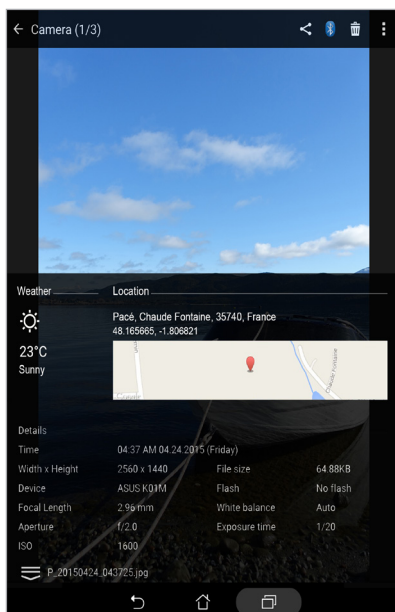 Camera (1/3)
Weather
Location
23°C
Sunny
Pacé, Chaude Fontaine, 35740, France
48.165665, -1.806821
Chaude Fontaine
Details
Time 04:37 AM 04.24.2015 (Friday)
Width x Height 2560 x 1440 File size 64.88KB
Device ASUS K01M Flash No flash
Focal Length 2.96 mm White balance Auto
Aperture f/2.0 Exposure time 1/20
ISO 1600
P_20150424_043725.jpg